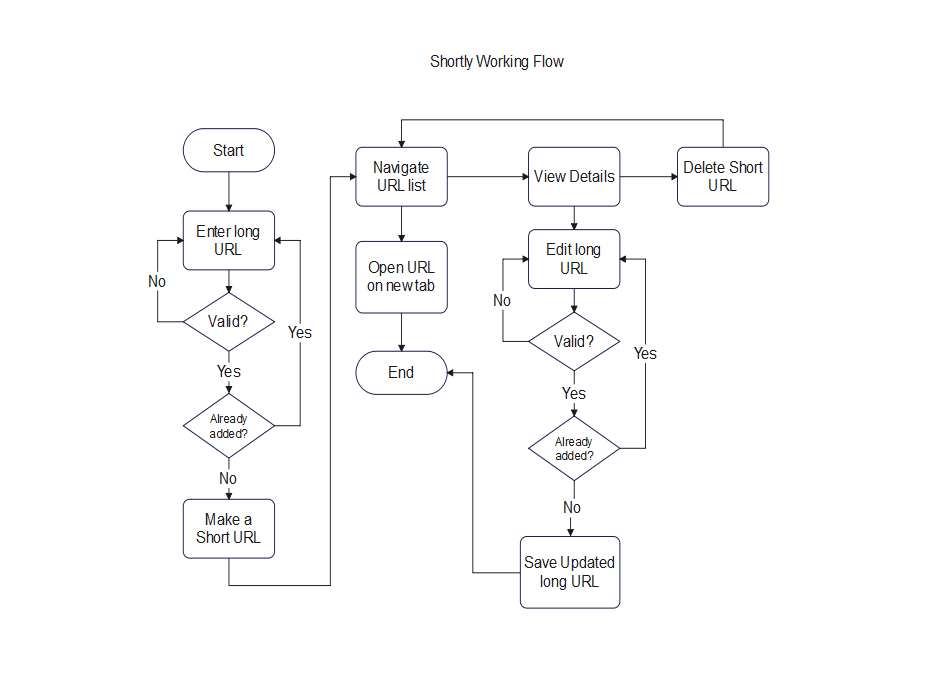 Shortly Working Flow
Start
Enter long
URL
No
Valid?
Yes
Yes
Already
added?
No
Make a
Short URL
Navigate
URL list
Open URL
on new tab
End
View Details
Delete Short
URL
Edit long
URL
No
Valid?
Yes
Yes
Already
added?
No
Save Updated
long URL